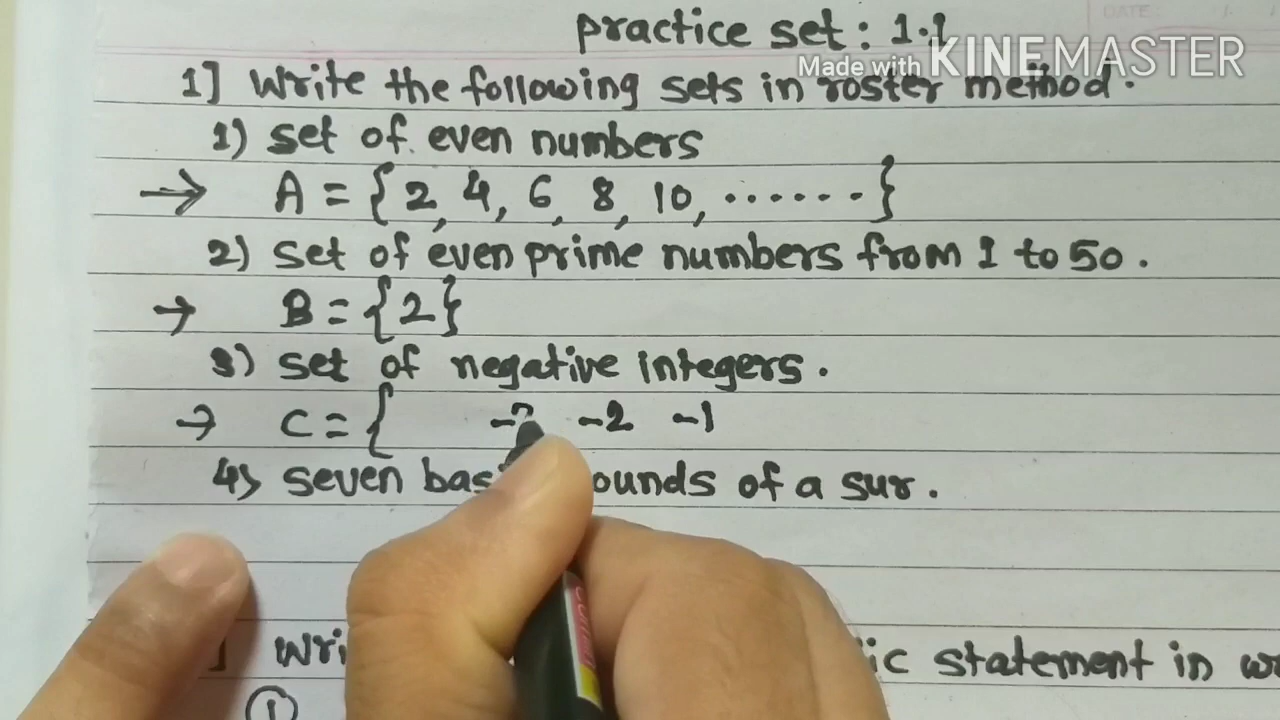 practice set: 1.1
Made with KINEMASTER
1] Write the following sets in roster method.
1) set of even numbers
→ A = { 2, 4, 6, 8, 10, ....... }
2) set of even prime numbers from 1 to 50.
→ B = {2}
3) set of negative integers.
→ C = { -2 -1
4) seven ounds of a sur.
statement in
1